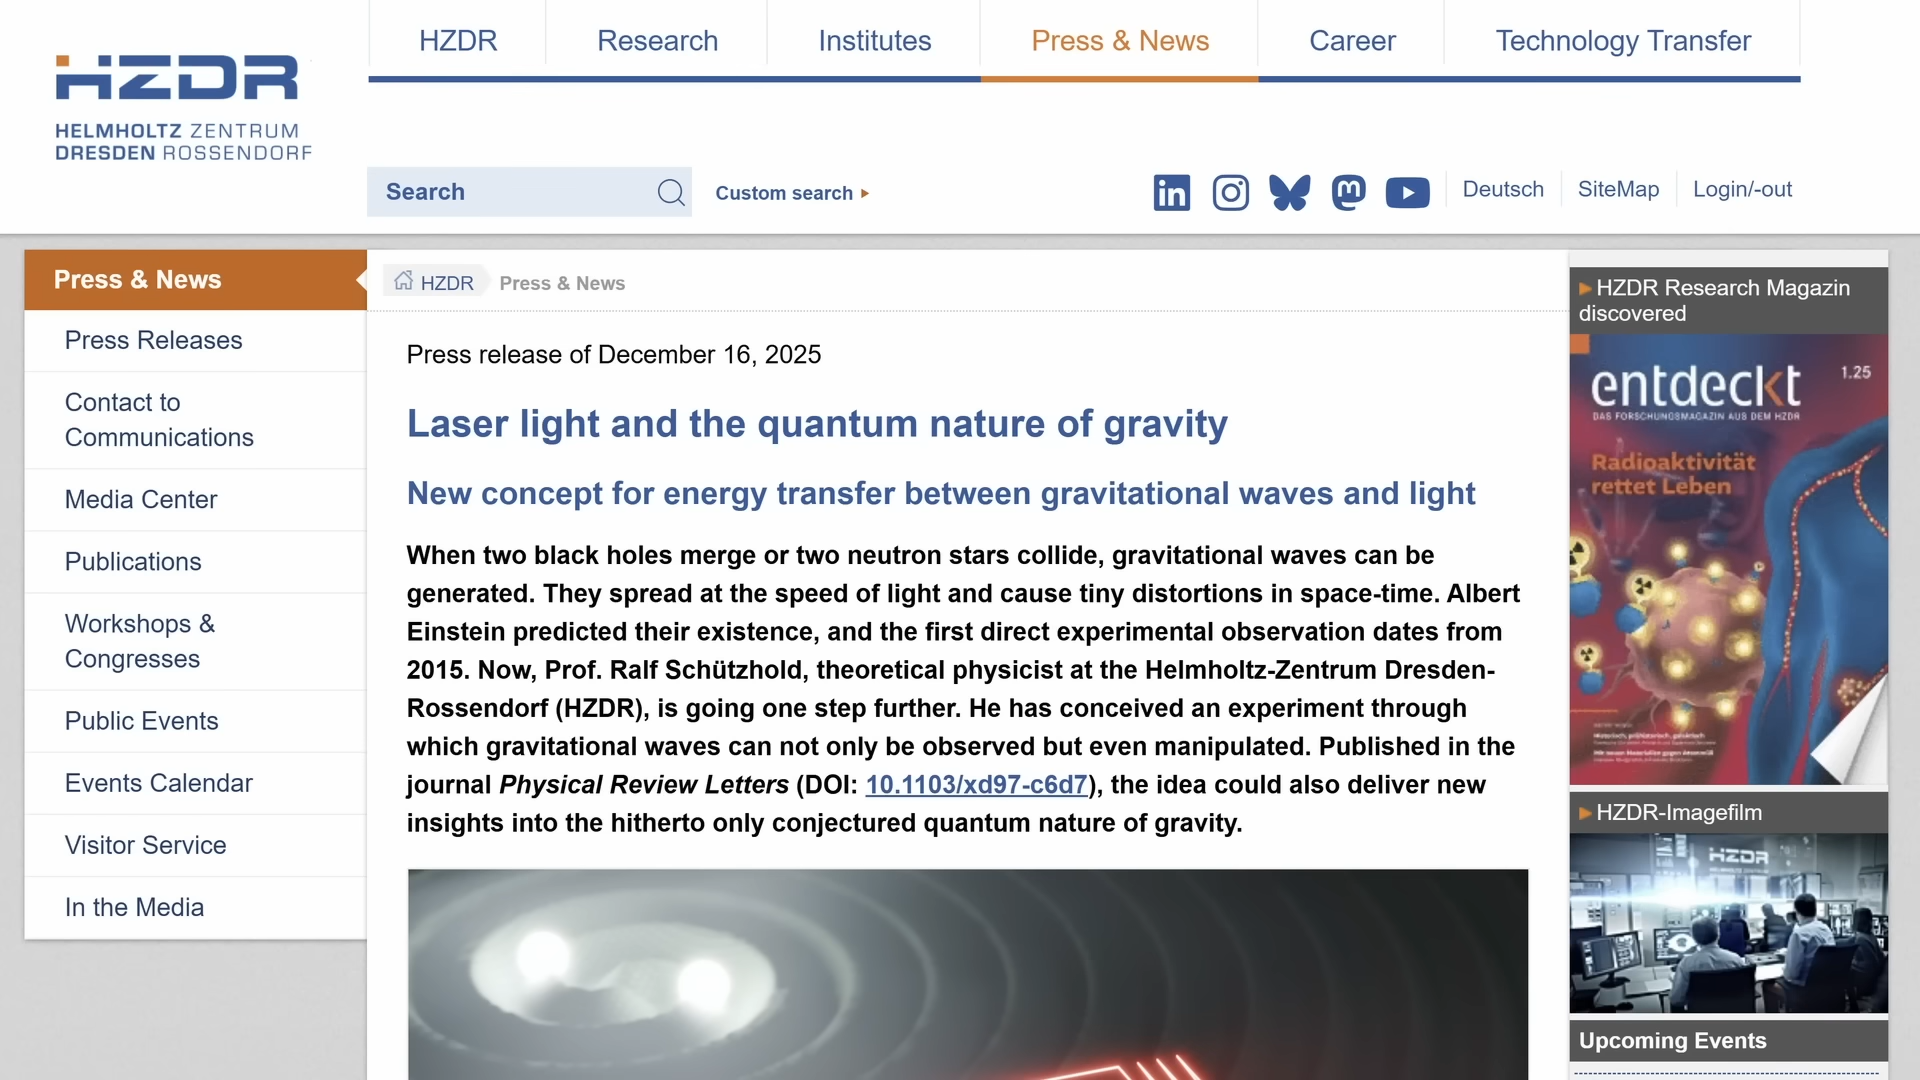 HZDR
Research
Institutes
Press & News
Career
Technology Transfer
HZDR
HELMHOLTZ ZENTRUM
DRESDEN ROSSENDORF
Search
Custom search
Deutsch
SiteMap
Login/-out
Press & News
Press Releases
Contact to
Communications
Media Center
Publications
Workshops &
Congresses
Public Events
Events Calendar
Visitor Service
In the Media
HZDR
Press & News
Press release of December 16, 2025
Laser light and the quantum nature of gravity
New concept for energy transfer between gravitational waves and light
When two black holes merge or two neutron stars collide, gravitational waves can be
generated. They spread at the speed of light and cause tiny distortions in space-time. Albert
Einstein predicted their existence, and the first direct experimental observation dates from
2015. Now, Prof. Ralf Schützhold, theoretical physicist at the Helmholtz-Zentrum Dresden-
Rossendorf (HZDR), is going one step further. He has conceived an experiment through
which gravitational waves can not only be observed but even manipulated. Published in the
journal Physical Review Letters (DOI: 10.1103/xd97-c6d7), the idea could also deliver new
insights into the hitherto only conjectured quantum nature of gravity.
HZDR Research Magazin
discovered
entdeckt
1.25
DAS FORSCHUNGSMAGAZIN AUS DEM HZDR
Radioaktivität
rettet Leben
HZDR-Imagefilm
HZDR
Upcoming Events